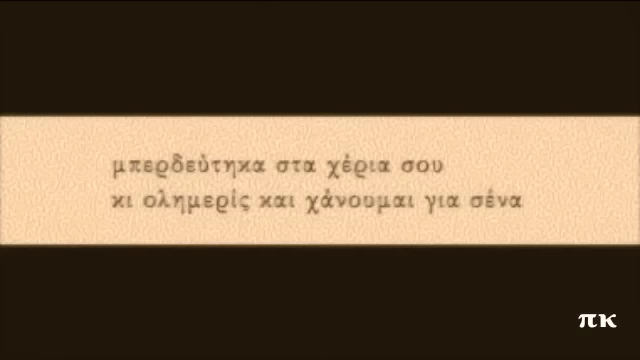 μπερδεύτηκα στα χέρια σου
κι ολημερίς και χάνουμαι για σένα
πκ